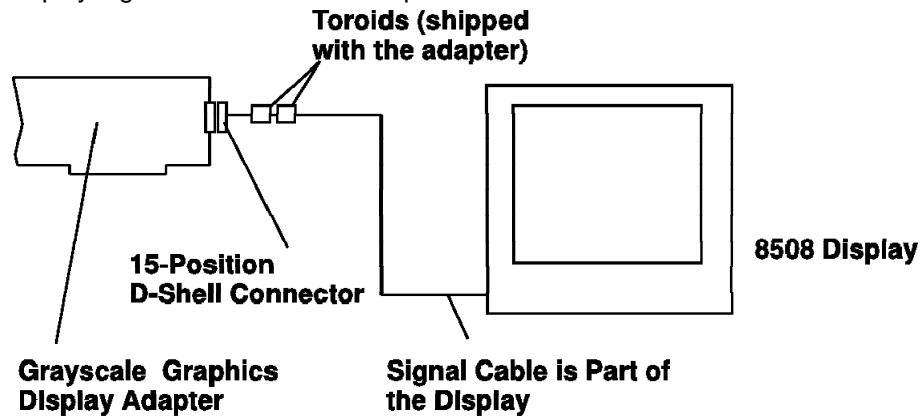 Toroids (shipped
with the adapter)
15-Position
D-Shell Connector
8508 Display
Grayscale Graphics
Display Adapter
Signal Cable is Part of
the Display